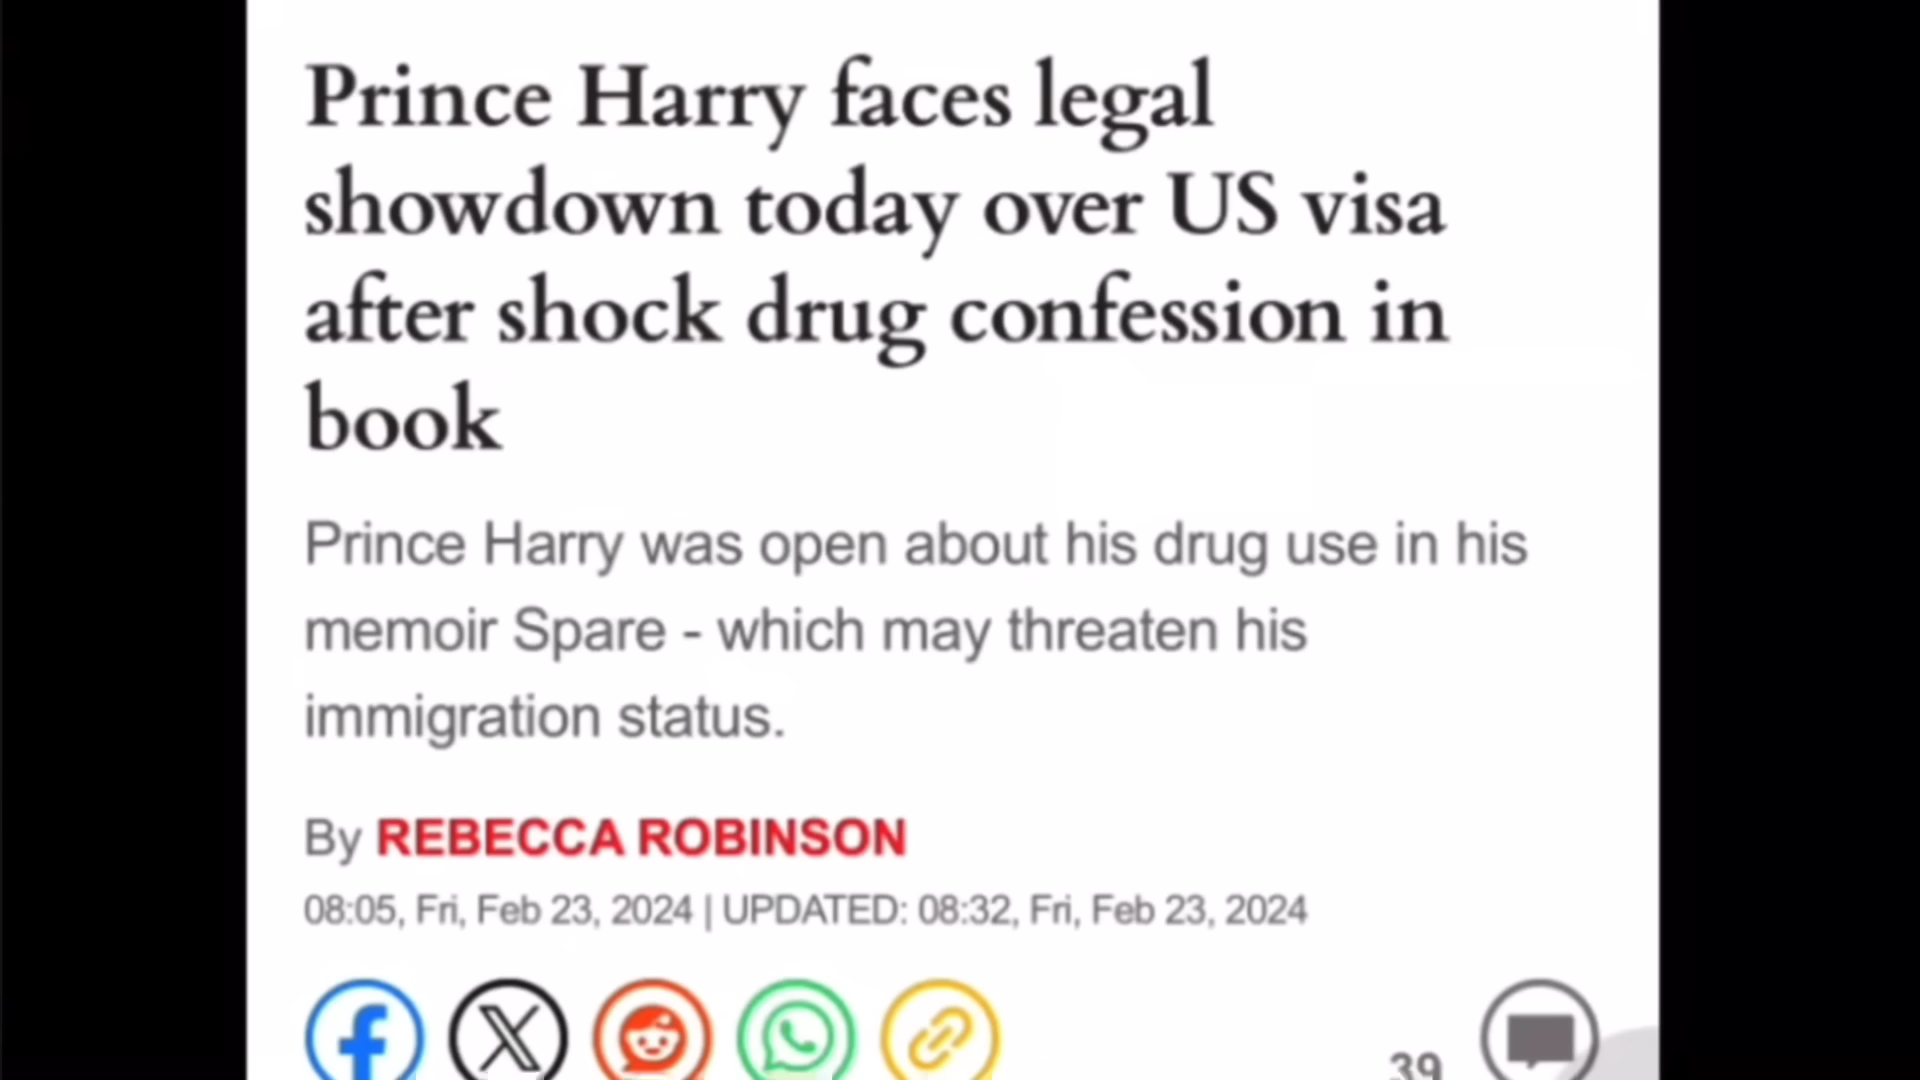 Prince Harry faces legal
showdown today over US visa
after shock drug confession in
book
Prince Harry was open about his drug use in his
memoir Spare - which may threaten his
immigration status.
By REBECCA ROBINSON
08:05, Fri, Feb 23, 2024 | UPDATED: 08:32, Fri, Feb 23, 2024
39